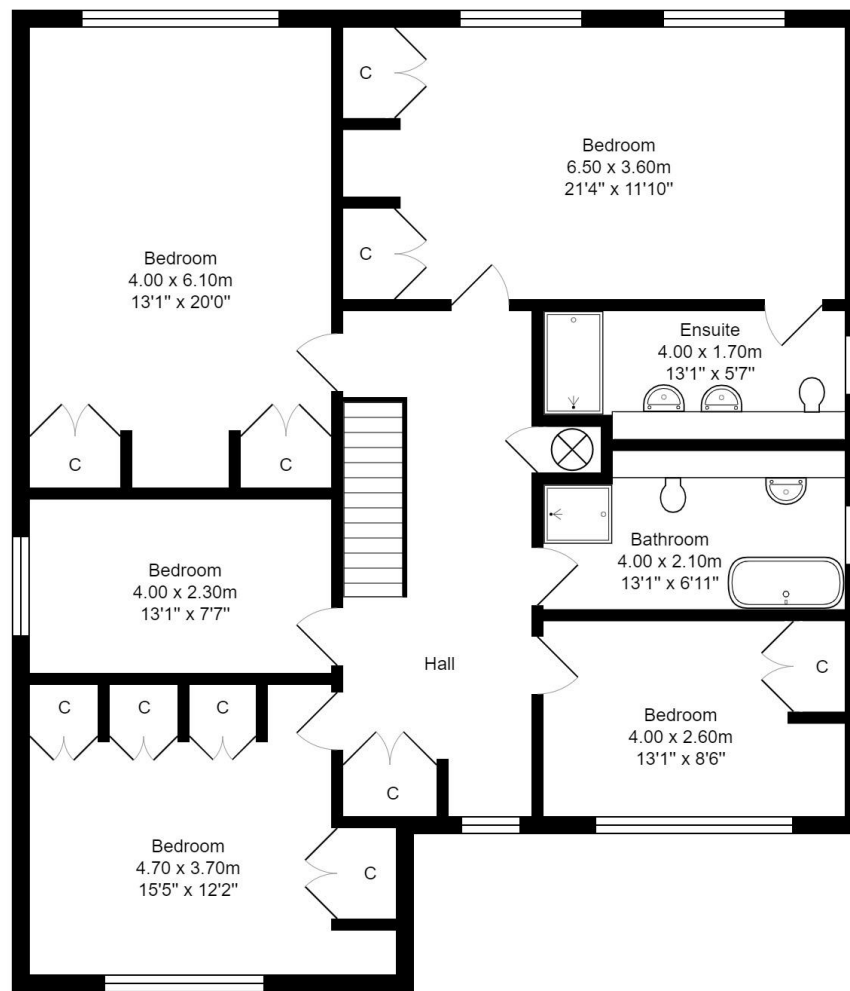 C
Bedroom
6.50 x 3.60m
21'4" x 11'10"
C
Bedroom
4.00 x 6.10m
13'1" x 20'0"
C
C
Ensuite
4.00 x 1.70m
13'1" x 5'7"
Bathroom
4.00 x 2.10m
13'1" x 6'11"
Bedroom
4.00 x 2.30m
13'1" x 7'7"
Hall
C
Bedroom
4.00 x 2.60m
13'1" x 8'6"
C
C
C
C
Bedroom
4.70 x 3.70m
15'5" x 12'2"
C